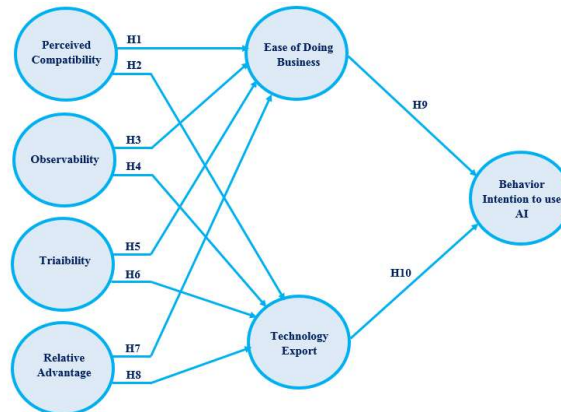 Perceived
Compatibility
H1
H2
Ease of Doing
Business
H9
Observability
H3
H4
Behavior
Intention to use
AI
Triaibility
H5
H6
H10
Technology
Export
Relative
Advantage
H7
H8